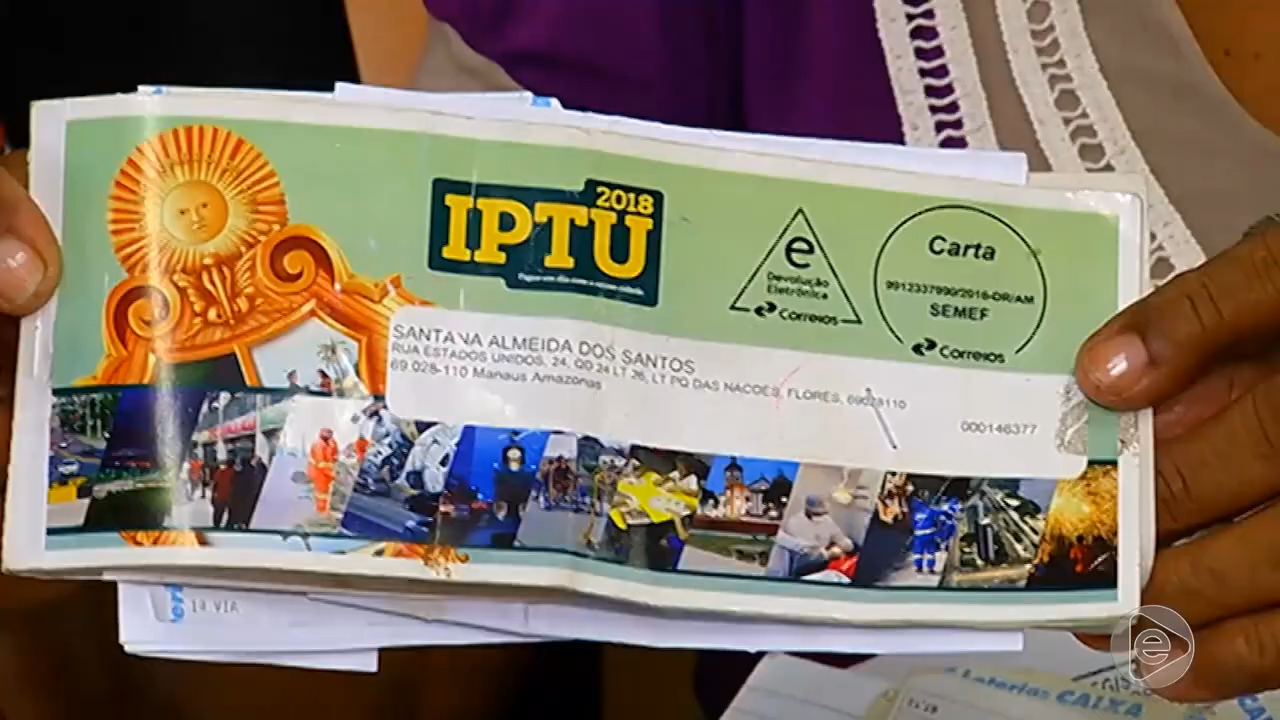 2018
IPTU
e
Devolução
Eletrônica
Correios
Carta
9912337990/2016-DR/AM
SEMEF
Correios
SANTANA ALMEIDA DOS SANTOS
RUA ESTADOS UNIDOS, 24, QD 24 LT 26, LT PQ DAS NACOES, FLORES, 69028110
69 028-110 Manaus Amazonas
000146377
1ª VIA
e
Loterias CAIXA